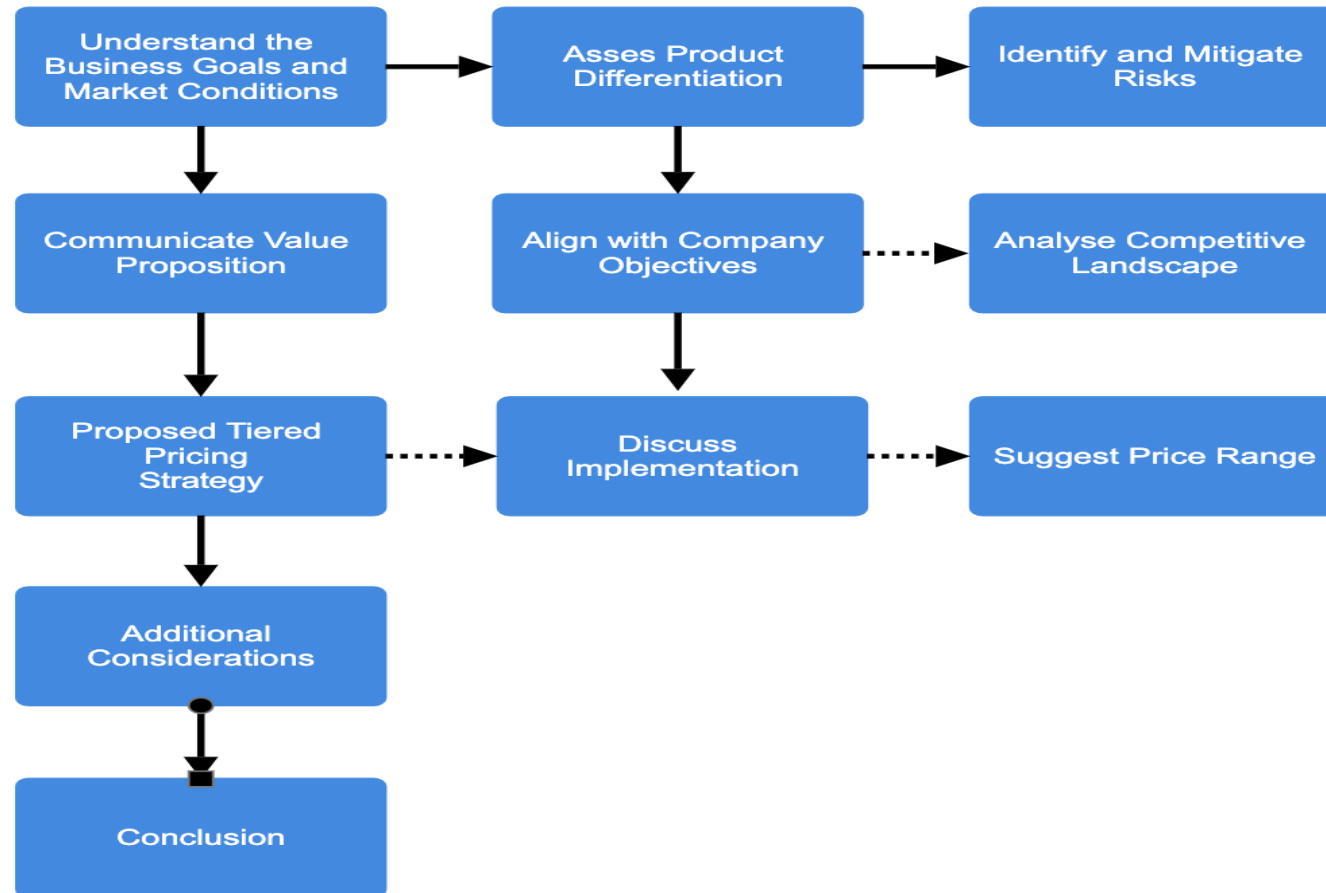 Understand the
Business Goals and
Market Conditions
Asses Product
Differentiation
Identify and Mitigate
Risks
Communicate Value
Proposition
Align with Company
Objectives
Analyse Competitive
Landscape
Proposed Tiered
Pricing
Strategy
Discuss
Implementation
Suggest Price Range
Additional
Considerations
Conclusion